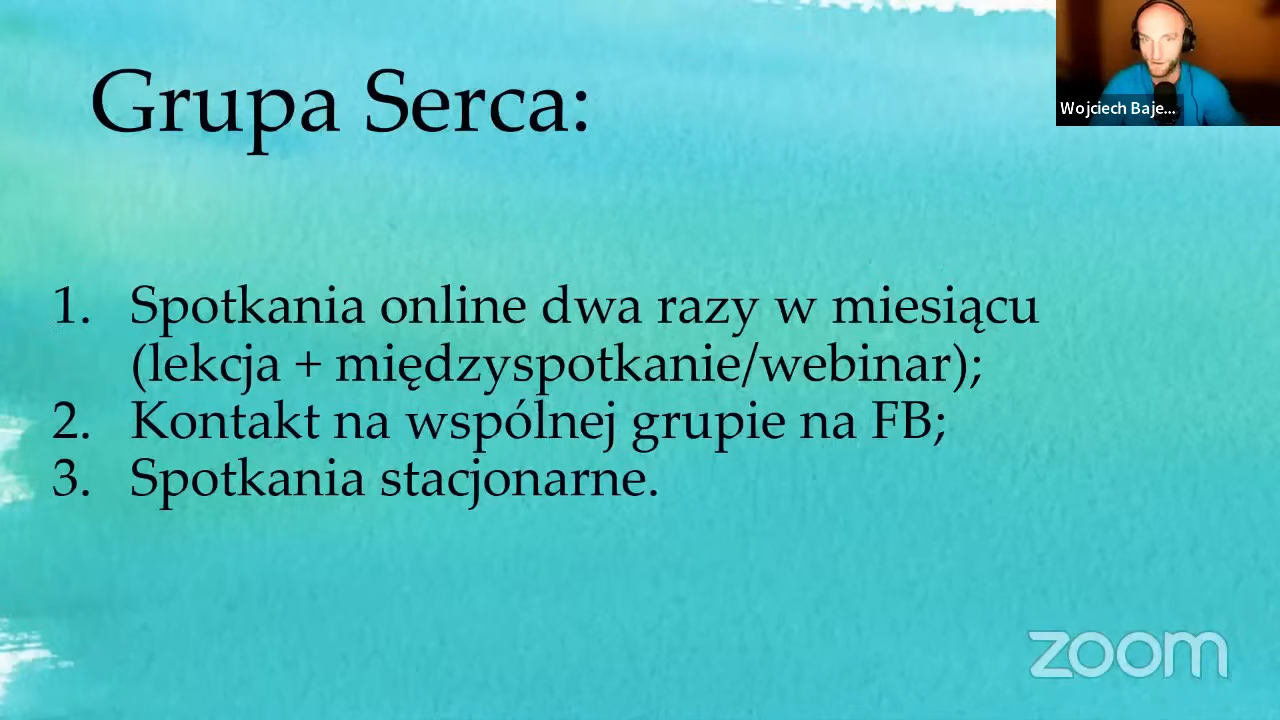 Grupa Serca:
Wojciech Baje...
1. Spotkania online dwa razy w miesiącu
(lekcja + międzyspotkanie/webinar);
2. Kontakt na wspólnej grupie na FB;
3. Spotkania stacjonarne.
zoom